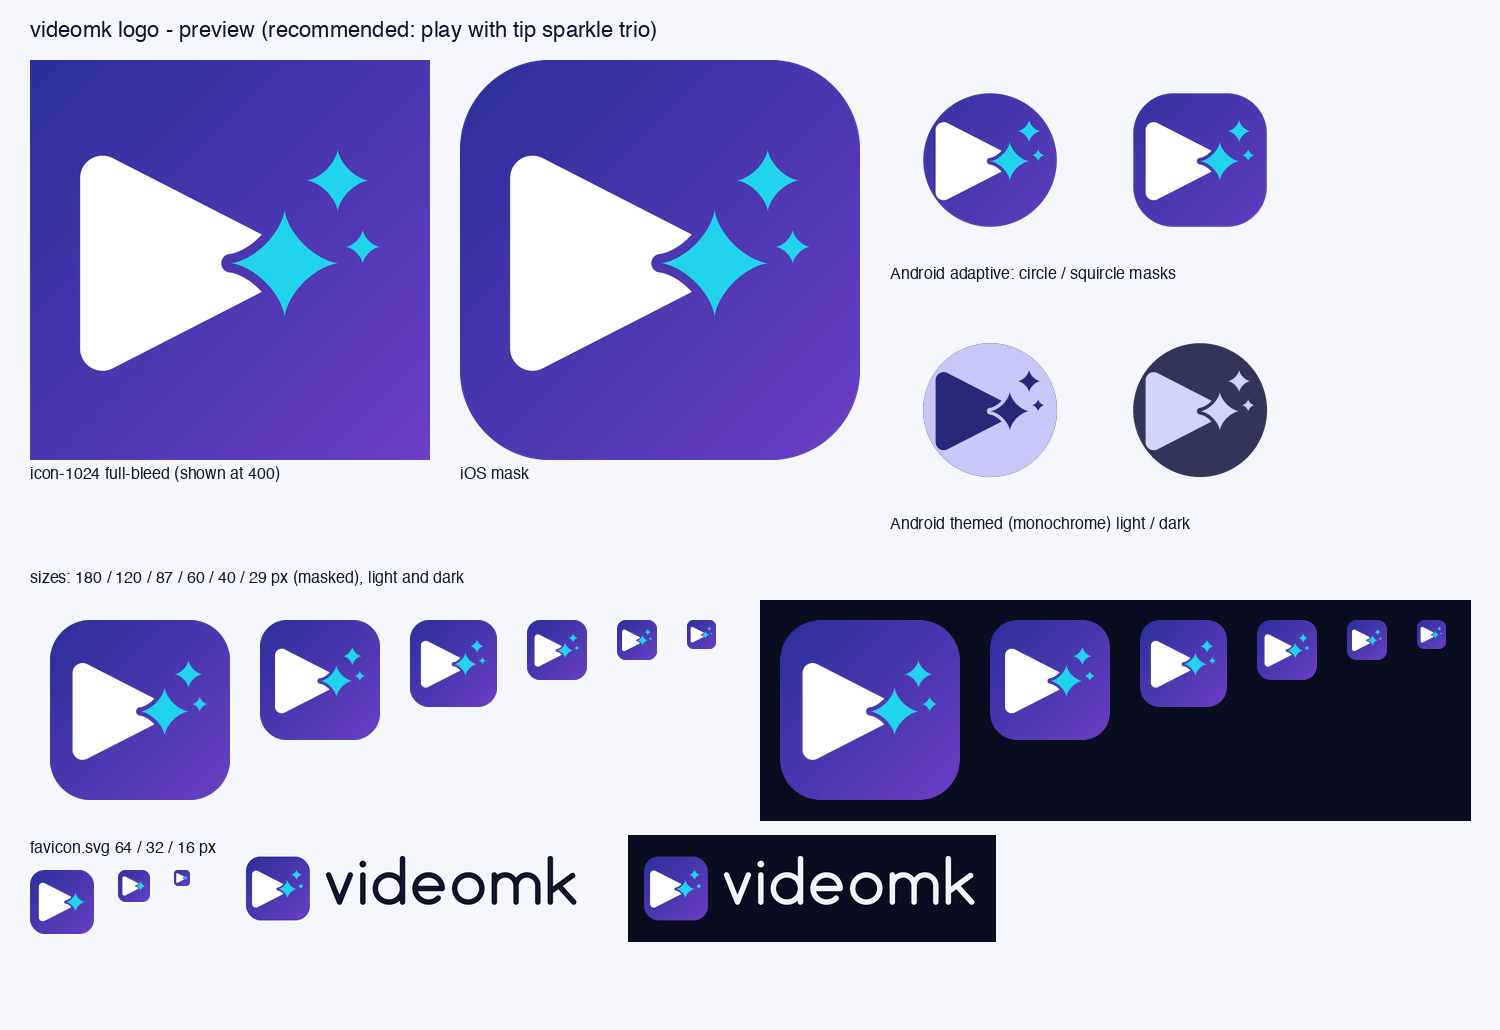 videomk logo - preview (recommended: play with tip sparkle trio)
icon-1024 full-bleed (shown at 400)
iOS mask
Android adaptive: circle / squircle masks
Android themed (monochrome) light / dark
sizes: 180 / 120 / 87 / 60 / 40 / 29 px (masked), light and dark
favicon.svg 64 / 32 / 16 px
videomk
videomk